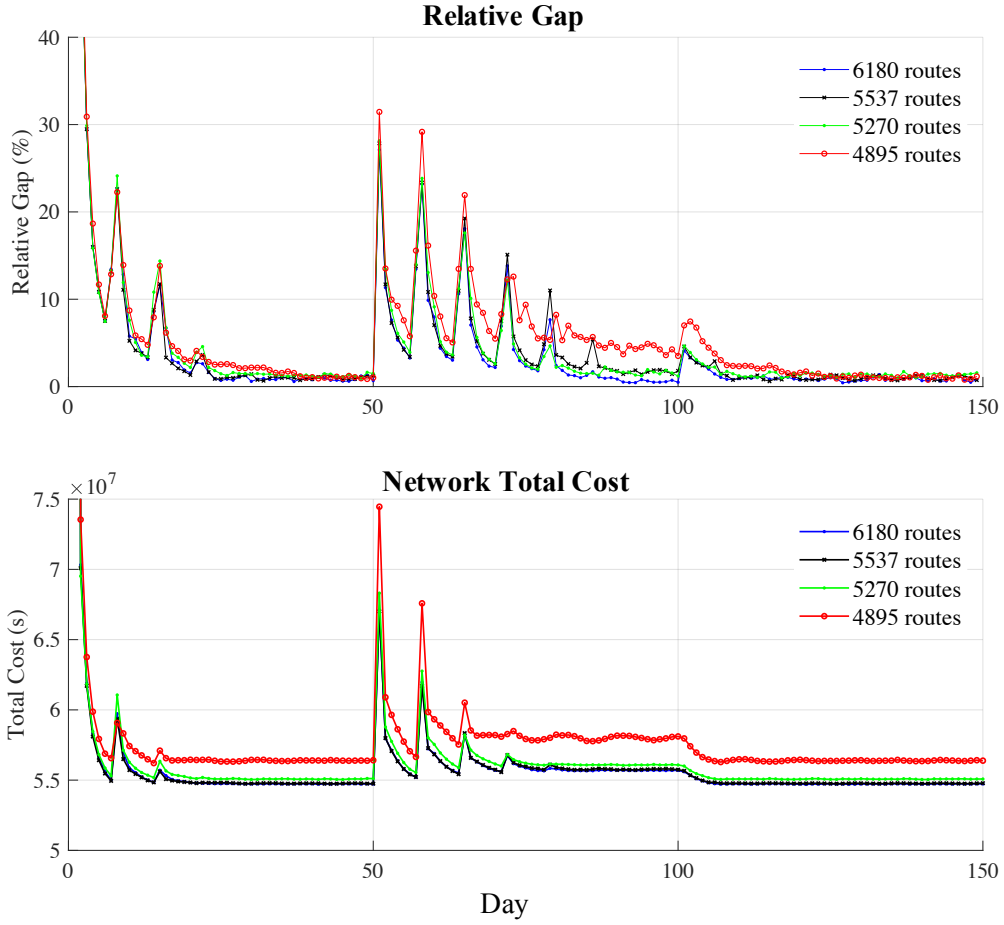 Relative Gap
40
30
20
10
0
Relative Gap (%)
6180 routes
5537 routes
5270 routes
4895 routes
0
50
100
150
Network Total Cost
×10⁷
7.5
7
6.5
6
5.5
5
Total Cost (s)
6180 routes
5537 routes
5270 routes
4895 routes
0
50
100
150
Day